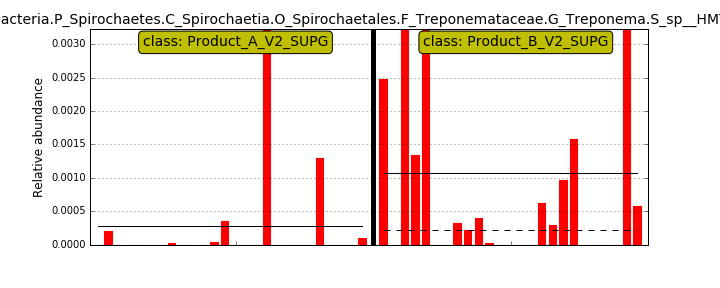 acteria.P_Spirochaetes.C_Spirochaetia.O_Spirochaetales.F_Treponemataceae.G_Treponema.S_sp__HM
class: Product_A_V2_SUPG
class: Product_B_V2_SUPG
0.0030
0.0025
0.0020
0.0015
0.0010
0.0005
0.0000
Relative abundance